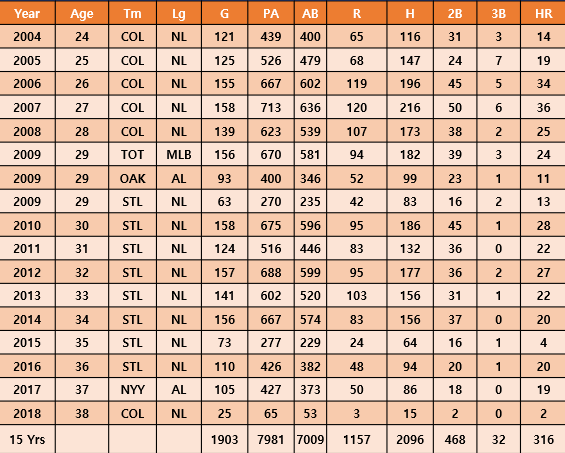 Year Age Tm Lg G PA AB R H 2B 3B HR
2004 24 COL NL 121 439 400 65 116 31 3 14
2005 25 COL NL 125 526 479 68 147 24 7 19
2006 26 COL NL 155 667 602 119 196 45 5 34
2007 27 COL NL 158 713 636 120 216 50 6 36
2008 28 COL NL 139 623 539 107 173 38 2 25
2009 29 TOT MLB 156 670 581 94 182 39 3 24
2009 29 OAK AL 93 400 346 52 99 23 1 11
2009 29 STL NL 63 270 235 42 83 16 2 13
2010 30 STL NL 158 675 596 95 186 45 1 28
2011 31 STL NL 124 516 446 83 132 36 0 22
2012 32 STL NL 157 688 599 95 177 36 2 27
2013 33 STL NL 141 602 520 103 156 31 1 22
2014 34 STL NL 156 667 574 83 156 37 0 20
2015 35 STL NL 73 277 229 24 64 16 1 4
2016 36 STL NL 110 426 382 48 94 20 1 20
2017 37 NYY AL 105 427 373 50 86 18 0 19
2018 38 COL NL 25 65 53 3 15 2 0 2
15 Yrs 1903 7981 7009 1157 2096 468 32 316